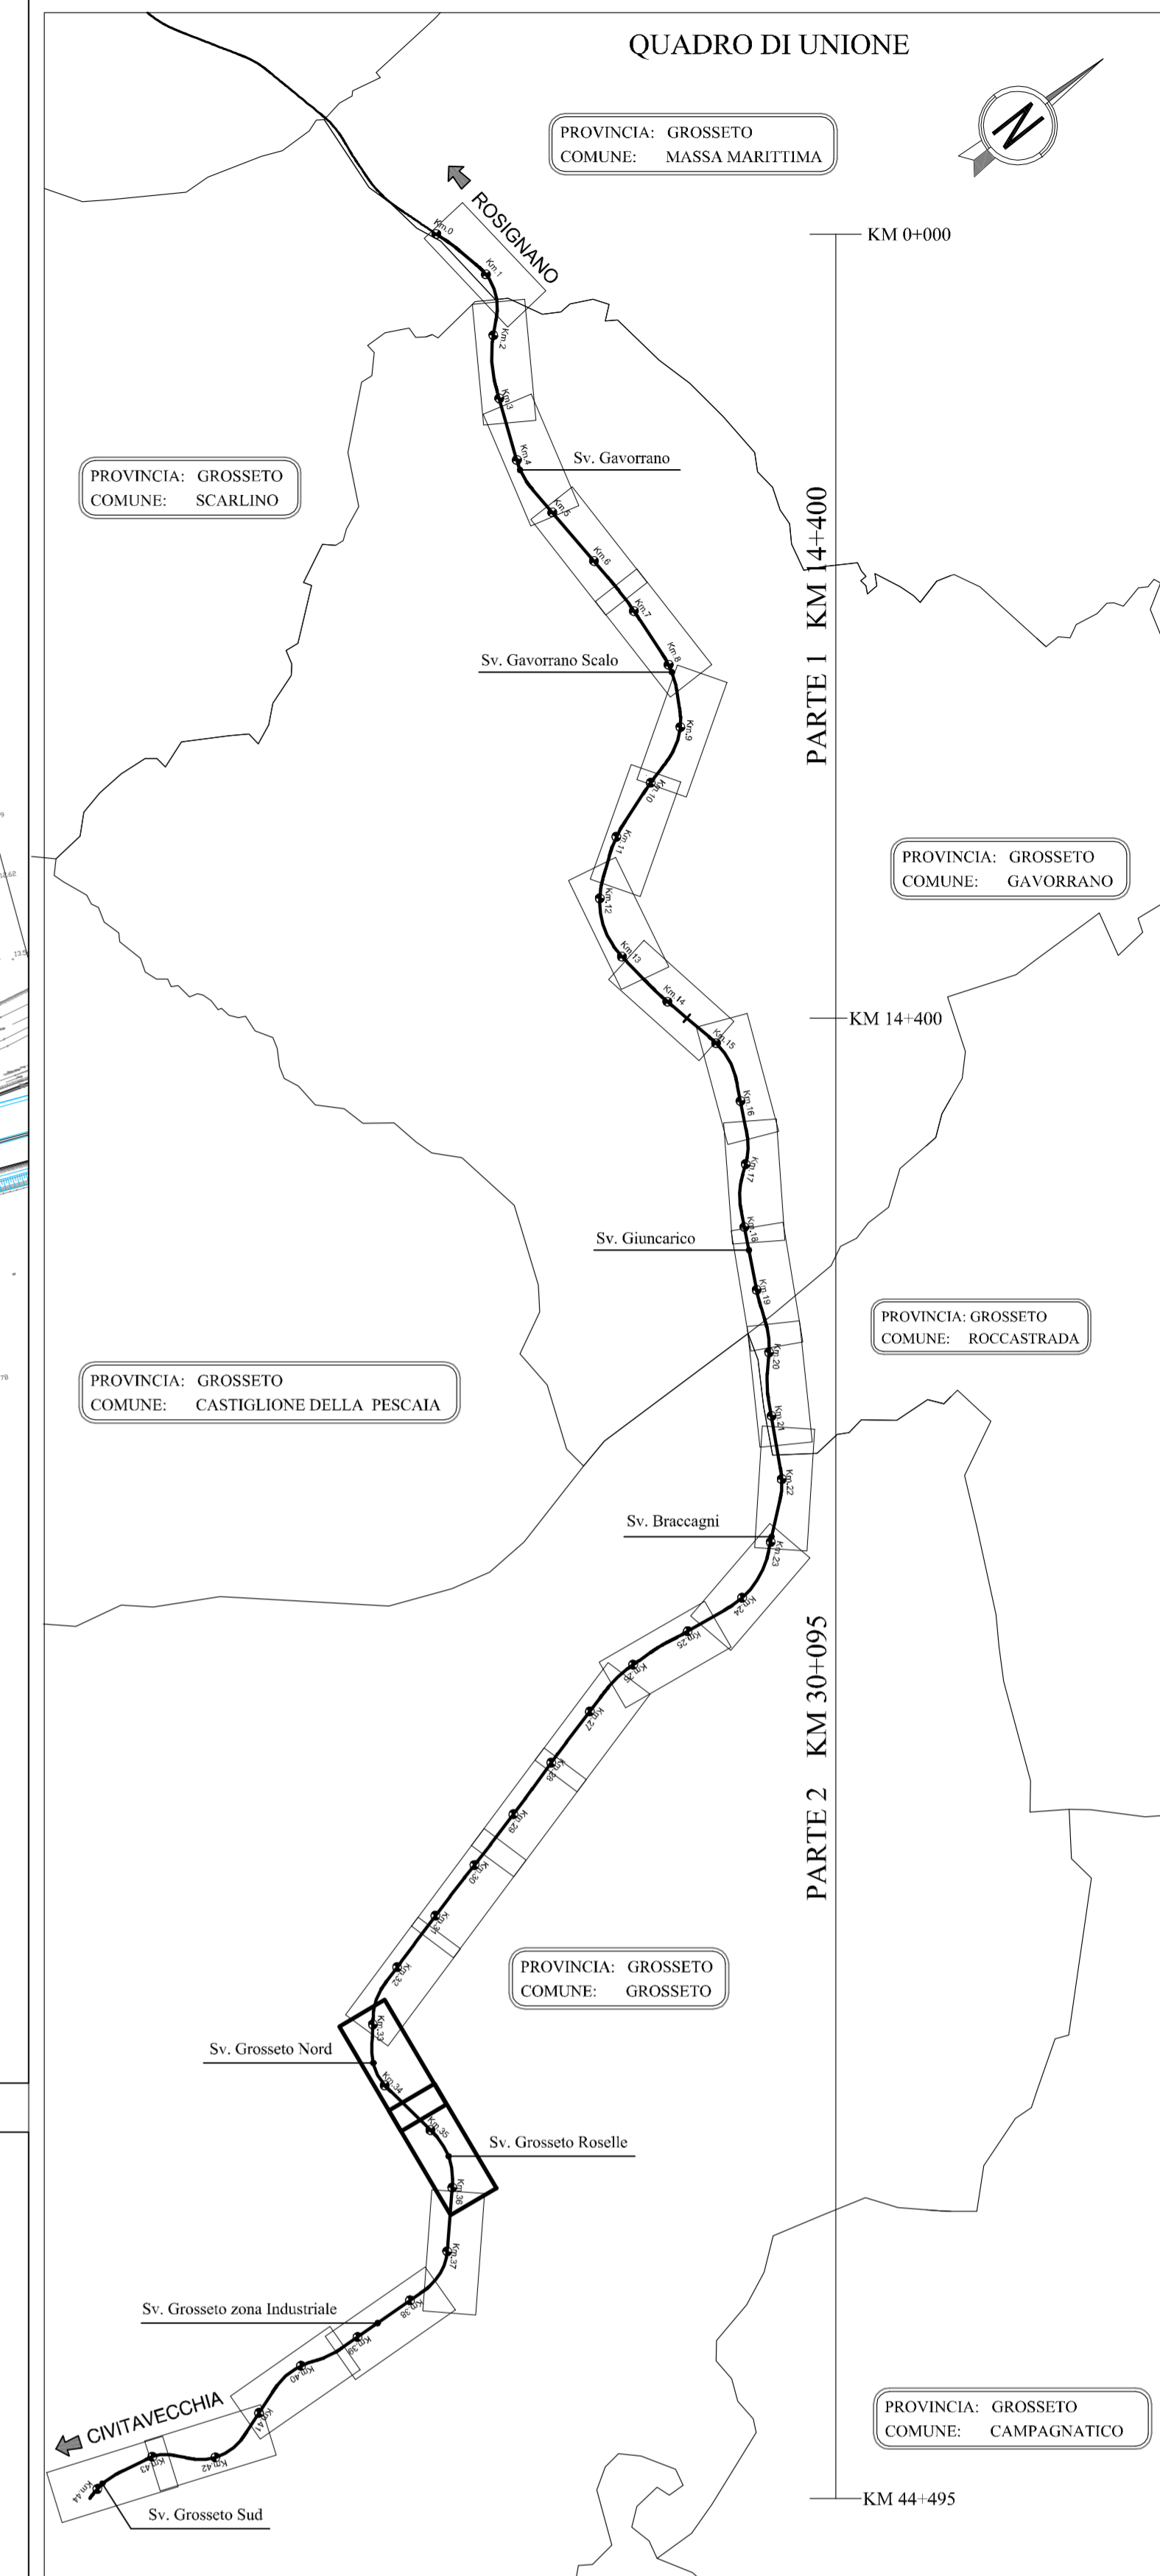 QUADRO DI UNIONE
N
PROVINCIA: GROSSETO
COMUNE: MASSA MARITTIMA
ROSIGNANO
KM 0+000
Km.0
Km.1
Km.2
Km.3
PROVINCIA: GROSSETO
COMUNE: SCARLINO
Km.4
Sv. Gavorrano
Km.5
Km.6
Km.7
PARTE 1 KM 14+400
Km.8
Sv. Gavorrano Scalo
Km.9
Km.10
Km.11
PROVINCIA: GROSSETO
COMUNE: GAVORRANO
Km.12
Km.13
Km.14
KM 14+400
Km.15
Km.16
Km.17
Km.18
Sv. Giuncarico
Km.19
PROVINCIA: GROSSETO
COMUNE: ROCCASTRADA
Km.20
PROVINCIA: GROSSETO
COMUNE: CASTIGLIONE DELLA PESCAIA
Km.21
Km.22
Sv. Braccagni
Km.23
Km.24
Km.25
Km.26
Km.27
PARTE 2 KM 30+095
Km.28
Km.29
Km.30
Km.31
Km.32
PROVINCIA: GROSSETO
COMUNE: GROSSETO
Km.33
Sv. Grosseto Nord
Km.34
Km.35
Sv. Grosseto Roselle
Km.36
Km.37
Km.38
Sv. Grosseto zona Industriale
Km.39
Km.40
Km.41
CIVITAVECCHIA
Km.42
Km.43
Km.44
PROVINCIA: GROSSETO
COMUNE: CAMPAGNATICO
KM 44+495
Sv. Grosseto Sud